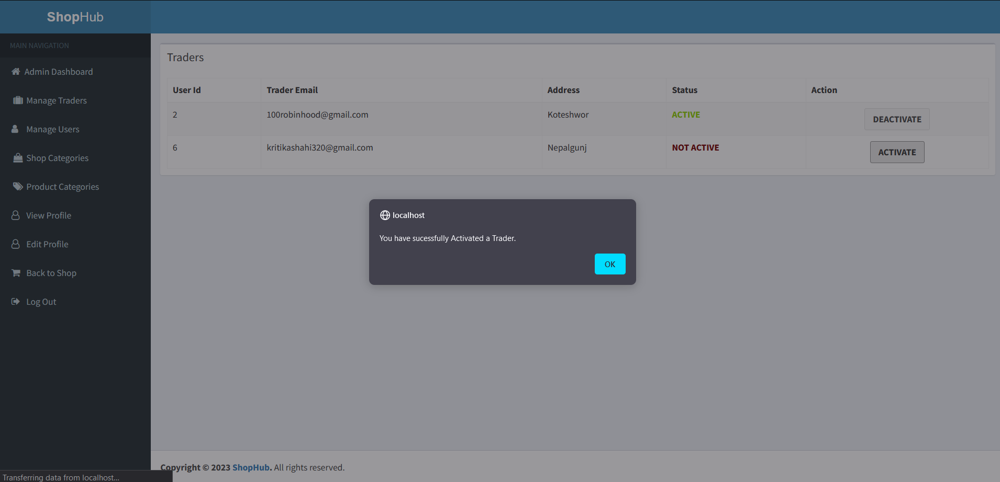 ShopHub
MAIN NAVIGATION
Admin Dashboard
Manage Traders
Manage Users
Shop Categories
Product Categories
View Profile
Edit Profile
Back to Shop
Log Out
Traders
User Id Trader Email Address Status Action
2 100robinhood@gmail.com Koteshwor ACTIVE DEACTIVATE
6 kritikashahi320@gmail.com Nepalgunj NOT ACTIVE ACTIVATE
localhost
You have sucessfully Activated a Trader.
OK
Copyright © 2023 ShopHub. All rights reserved.
Transferring data from localhost...